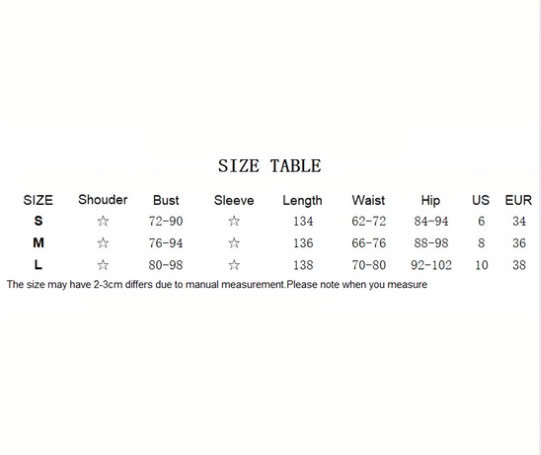 SIZE TABLE
SIZE Shouder Bust Sleeve Length Waist Hip US EUR
S ☆ 72-90 ☆ 134 62-72 84-94 6 34
M ☆ 76-94 ☆ 136 66-76 88-98 8 36
L ☆ 80-98 ☆ 138 70-80 92-102 10 38
The size may have 2-3cm differs due to manual measurement.Please note when you measure